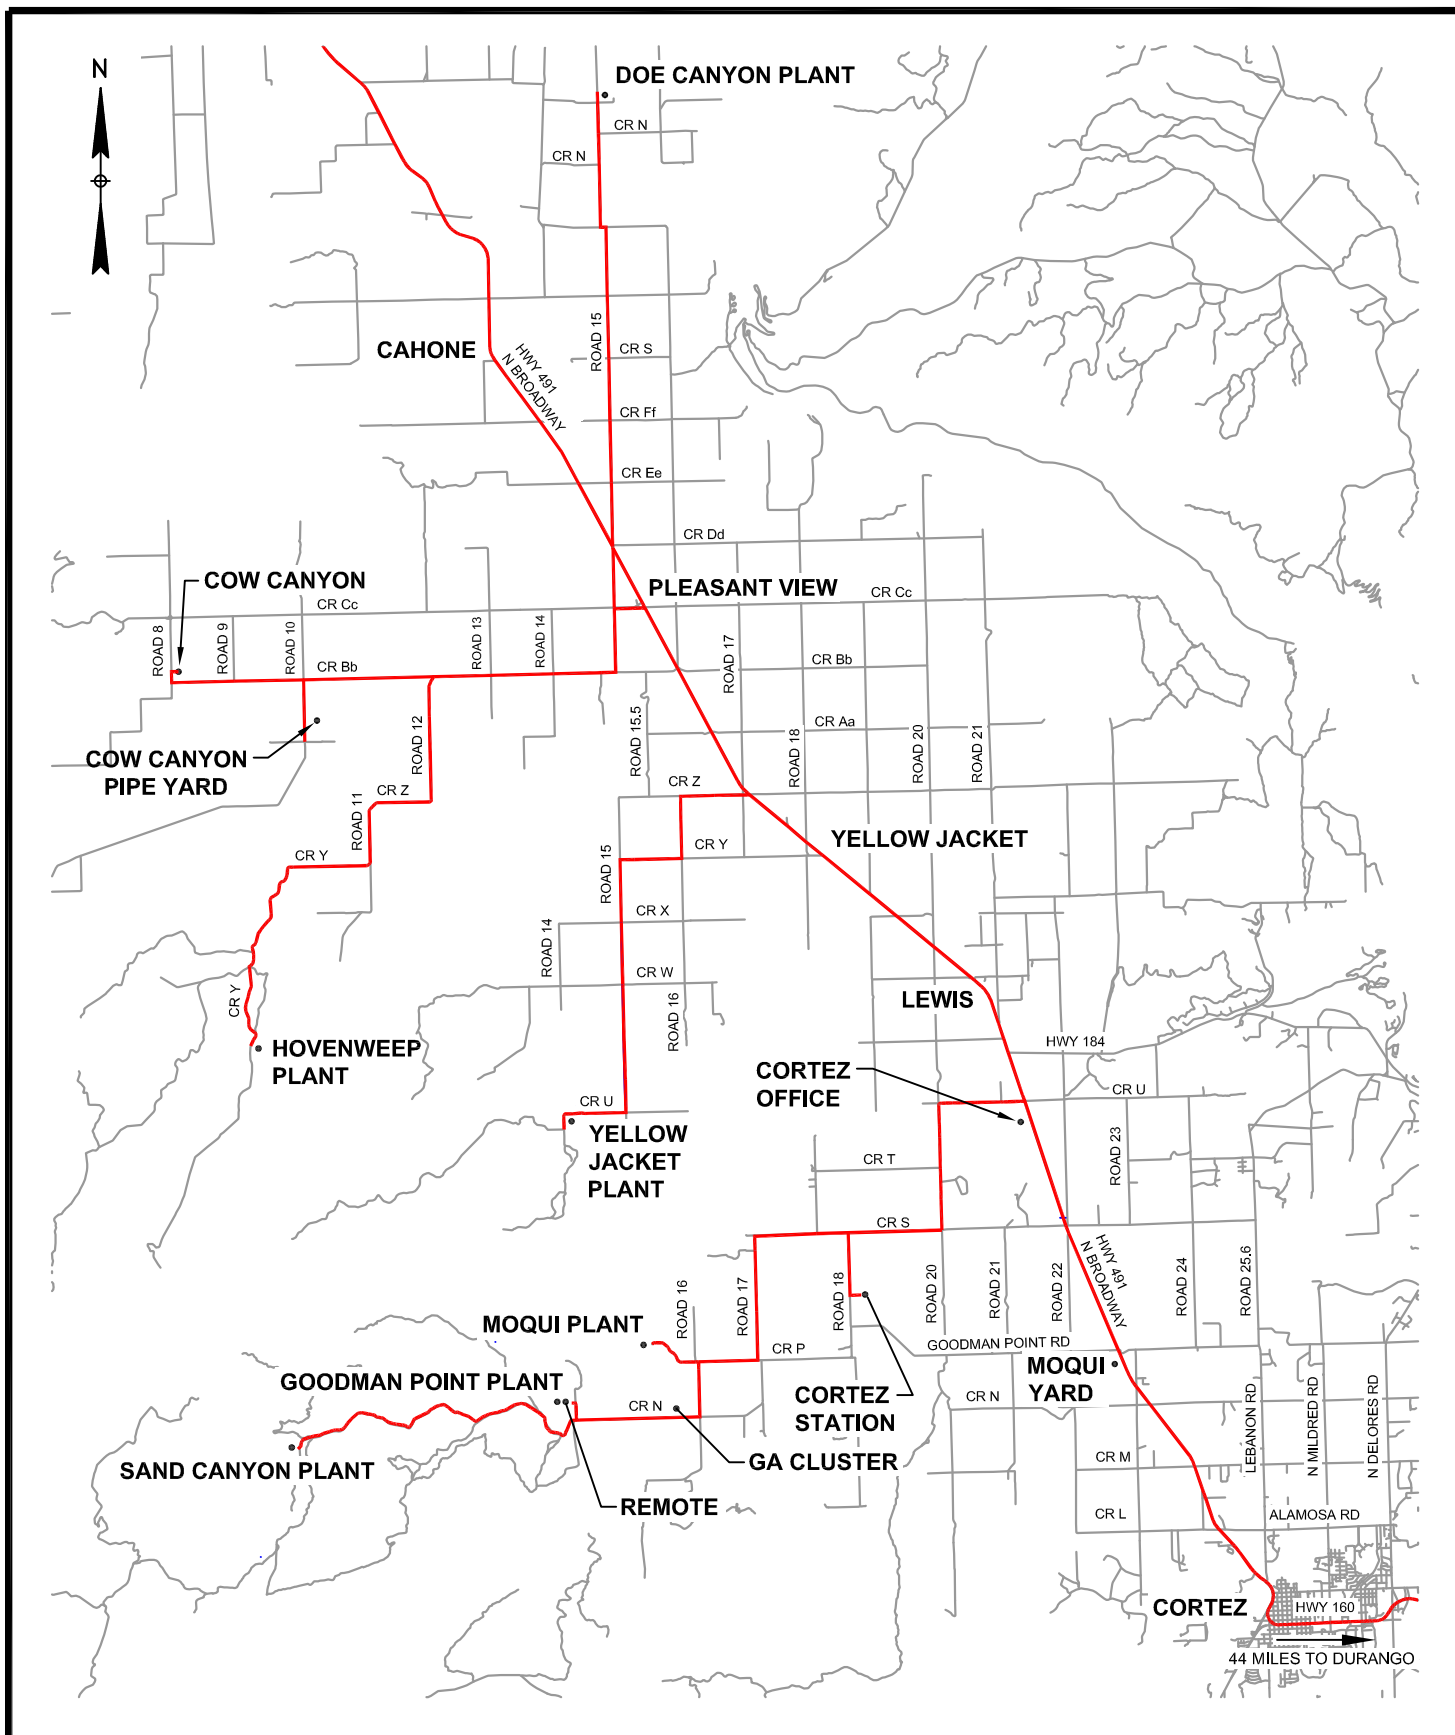 N
DOE CANYON PLANT
CR N
CR N
ROAD 15
CAHONE
HWY 491
N BROADWAY
CR S
CR Ff
CR Ee
CR Dd
COW CANYON
PLEASANT VIEW
CR Cc
CR Cc
ROAD 8
ROAD 9
ROAD 10
ROAD 13
ROAD 14
ROAD 17
CR Bb
CR Bb
ROAD 12
ROAD 15.5
CR Aa
ROAD 18
ROAD 20
ROAD 21
COW CANYON
PIPE YARD
CR Z
CR Z
ROAD 11
YELLOW JACKET
CR Y
CR Y
ROAD 15
CR X
ROAD 14
CR W
CR Y
ROAD 16
LEWIS
HWY 184
HOVENWEEP
PLANT
CORTEZ
OFFICE
CR U
CR U
YELLOW
JACKET
PLANT
ROAD 23
CR T
CR S
HWY 491
N BROADWAY
ROAD 16
ROAD 17
ROAD 18
ROAD 20
ROAD 21
ROAD 22
ROAD 24
ROAD 25.6
MOQUI PLANT
GOODMAN POINT RD
CR P
MOQUI
YARD
GOODMAN POINT PLANT
CR N
CORTEZ
STATION
CR N
LEBANON RD
N MILDRED RD
N DELORES RD
SAND CANYON PLANT
GA CLUSTER
CR M
REMOTE
CR L
ALAMOSA RD
CORTEZ
HWY 160
44 MILES TO DURANGO